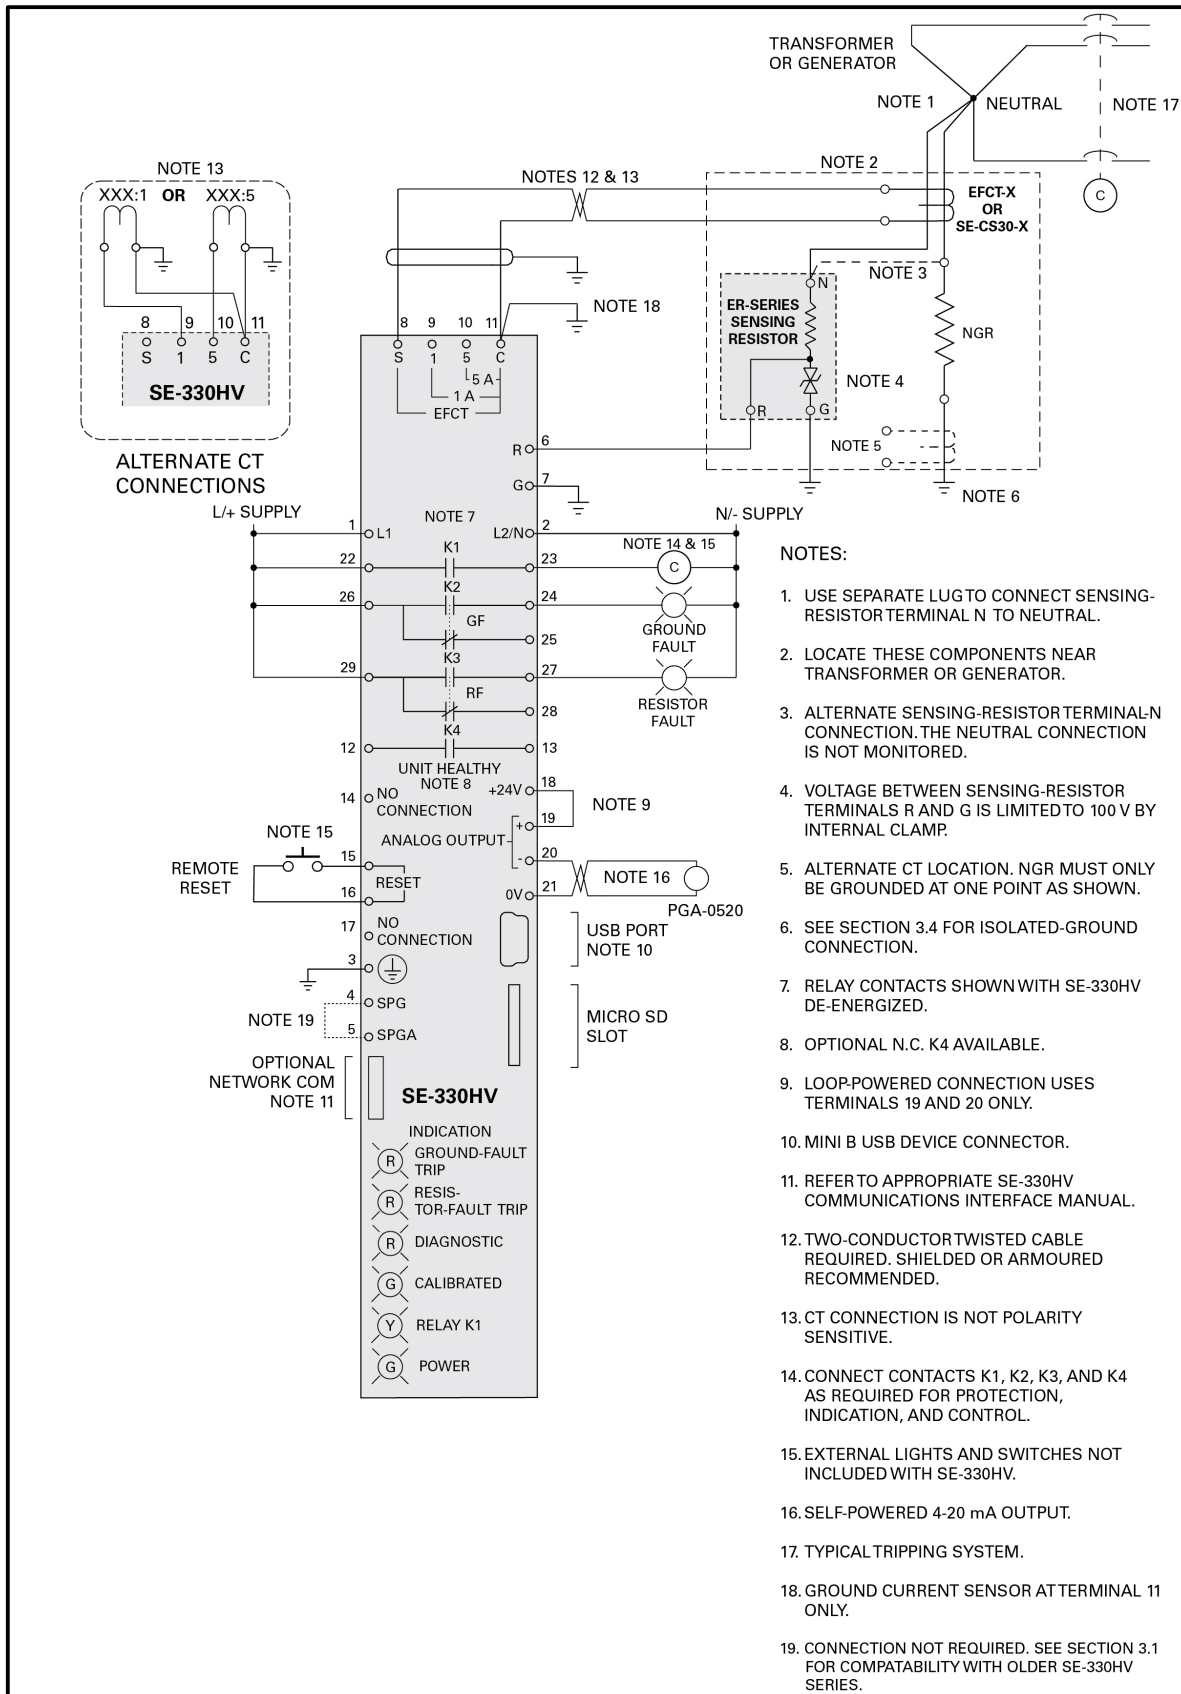 TRANSFORMER
OR GENERATOR
NOTE 1
NEUTRAL
NOTE 17
C
NOTE 2
NOTE 13
XXX:1 OR XXX:5
8 9 10 11
S 1 5 C
SE-330HV
ALTERNATE CT
CONNECTIONS
NOTES 12 & 13
EFCT-X
OR
SE-CS30-X
NOTE 3
NOTE 18
N
ER-SERIES
SENSING
RESISTOR
NGR
NOTE 4
R G
NOTE 5
NOTE 6
8 9 10 11
S 1 5 C
5 A
1 A
EFCT
R 6
G 7
L/+ SUPPLY
N/- SUPPLY
NOTE 7
1 L1
L2/N 2
NOTE 14 & 15
22 K1 23
C
26 K2 24
GF
GROUND
FAULT
25
29 K3 27
RF
RESISTOR
FAULT
28
12 K4 13
UNIT HEALTHY
NOTE 8
14 NO
CONNECTION
+24V 18
NOTE 9
+ 19
ANALOG OUTPUT
- 20
NOTE 16
0V 21
PGA-0520
NOTE 15
REMOTE
RESET
15
RESET
16
17 NO
CONNECTION
USB PORT
NOTE 10
3
4 SPG
NOTE 19
5 SPGA
MICRO SD
SLOT
OPTIONAL
NETWORK COM
NOTE 11
SE-330HV
INDICATION
R GROUND-FAULT
TRIP
R RESIS-
TOR-FAULT TRIP
R DIAGNOSTIC
G CALIBRATED
Y RELAY K1
G POWER
NOTES:
1. USE SEPARATE LUG TO CONNECT SENSING-
RESISTOR TERMINAL N TO NEUTRAL.
2. LOCATE THESE COMPONENTS NEAR
TRANSFORMER OR GENERATOR.
3. ALTERNATE SENSING-RESISTOR TERMINAL-N
CONNECTION. THE NEUTRAL CONNECTION
IS NOT MONITORED.
4. VOLTAGE BETWEEN SENSING-RESISTOR
TERMINALS R AND G IS LIMITED TO 100 V BY
INTERNAL CLAMP.
5. ALTERNATE CT LOCATION. NGR MUST ONLY
BE GROUNDED AT ONE POINT AS SHOWN.
6. SEE SECTION 3.4 FOR ISOLATED-GROUND
CONNECTION.
7. RELAY CONTACTS SHOWN WITH SE-330HV
DE-ENERGIZED.
8. OPTIONAL N.C. K4 AVAILABLE.
9. LOOP-POWERED CONNECTION USES
TERMINALS 19 AND 20 ONLY.
10. MINI B USB DEVICE CONNECTOR.
11. REFER TO APPROPRIATE SE-330HV
COMMUNICATIONS INTERFACE MANUAL.
12. TWO-CONDUCTOR TWISTED CABLE
REQUIRED. SHIELDED OR ARMOURED
RECOMMENDED.
13. CT CONNECTION IS NOT POLARITY
SENSITIVE.
14. CONNECT CONTACTS K1, K2, K3, AND K4
AS REQUIRED FOR PROTECTION,
INDICATION, AND CONTROL.
15. EXTERNAL LIGHTS AND SWITCHES NOT
INCLUDED WITH SE-330HV.
16. SELF-POWERED 4-20 mA OUTPUT.
17. TYPICAL TRIPPING SYSTEM.
18. GROUND CURRENT SENSOR AT TERMINAL 11
ONLY.
19. CONNECTION NOT REQUIRED. SEE SECTION 3.1
FOR COMPATABILITY WITH OLDER SE-330HV
SERIES.